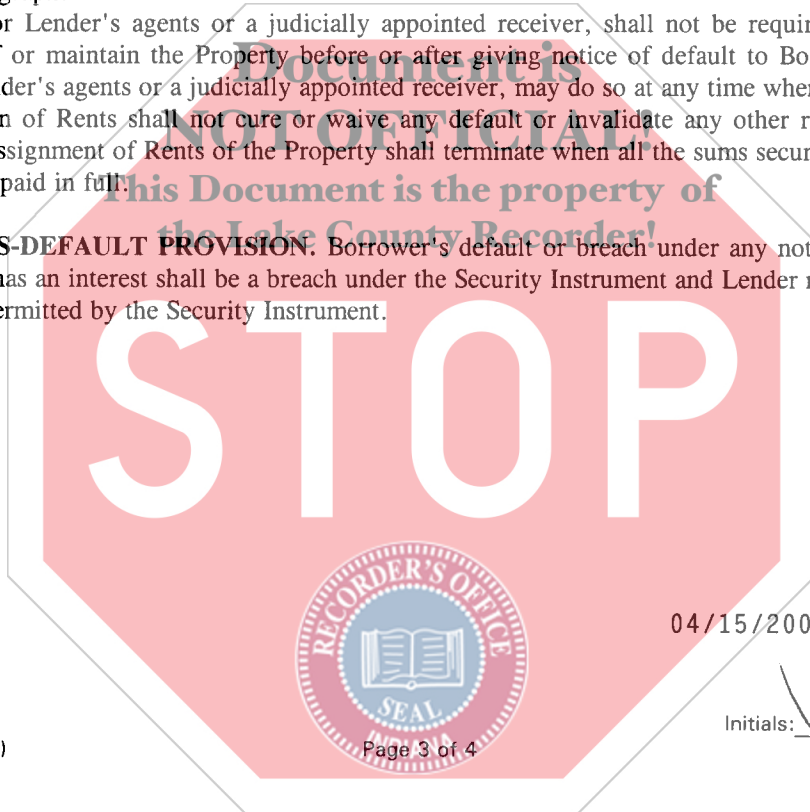 or Lender's agents or a judicially appointed receiver, shall not be requir
or maintain the Property before or after giving notice of default to Bo
der's agents or a judicially appointed receiver, may do so at any time whe
n of Rents shall not cure or waive any default or invalidate any other r
ssignment of Rents of the Property shall terminate when all the sums secur
paid in full.
Document is
NOT OFFICIAL!
This Document is the property of
the Lake County Recorder!
S-DEFAULT PROVISION. Borrower's default or breach under any not
has an interest shall be a breach under the Security Instrument and Lender
ermitted by the Security Instrument.
STOP
RECORDER'S OFFICE
SEAL
INDIANA
04/15/200
Initials:
)
Page 3 of 4